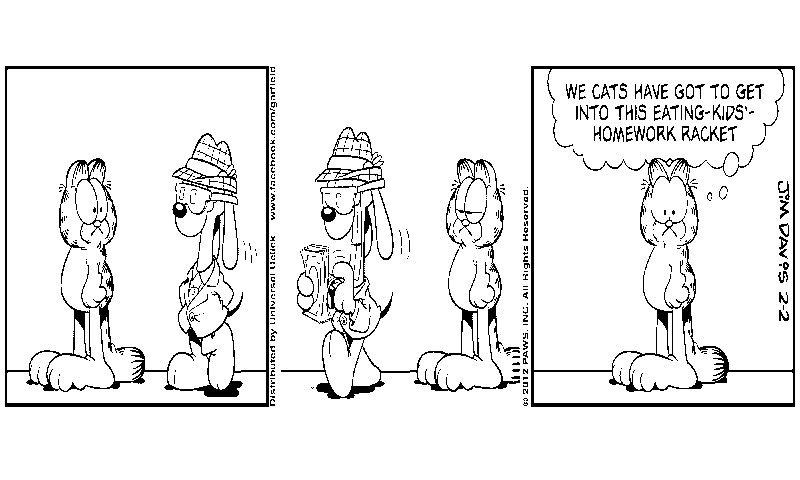 Distributed by Universal Uclick www.facebook.com/garfield
© 2012 PAWS, INC. All Rights Reserved.
WE CATS HAVE GOT TO GET
INTO THIS EATING-KIDS'-
HOMEWORK RACKET
JIM DAVIS 2-2